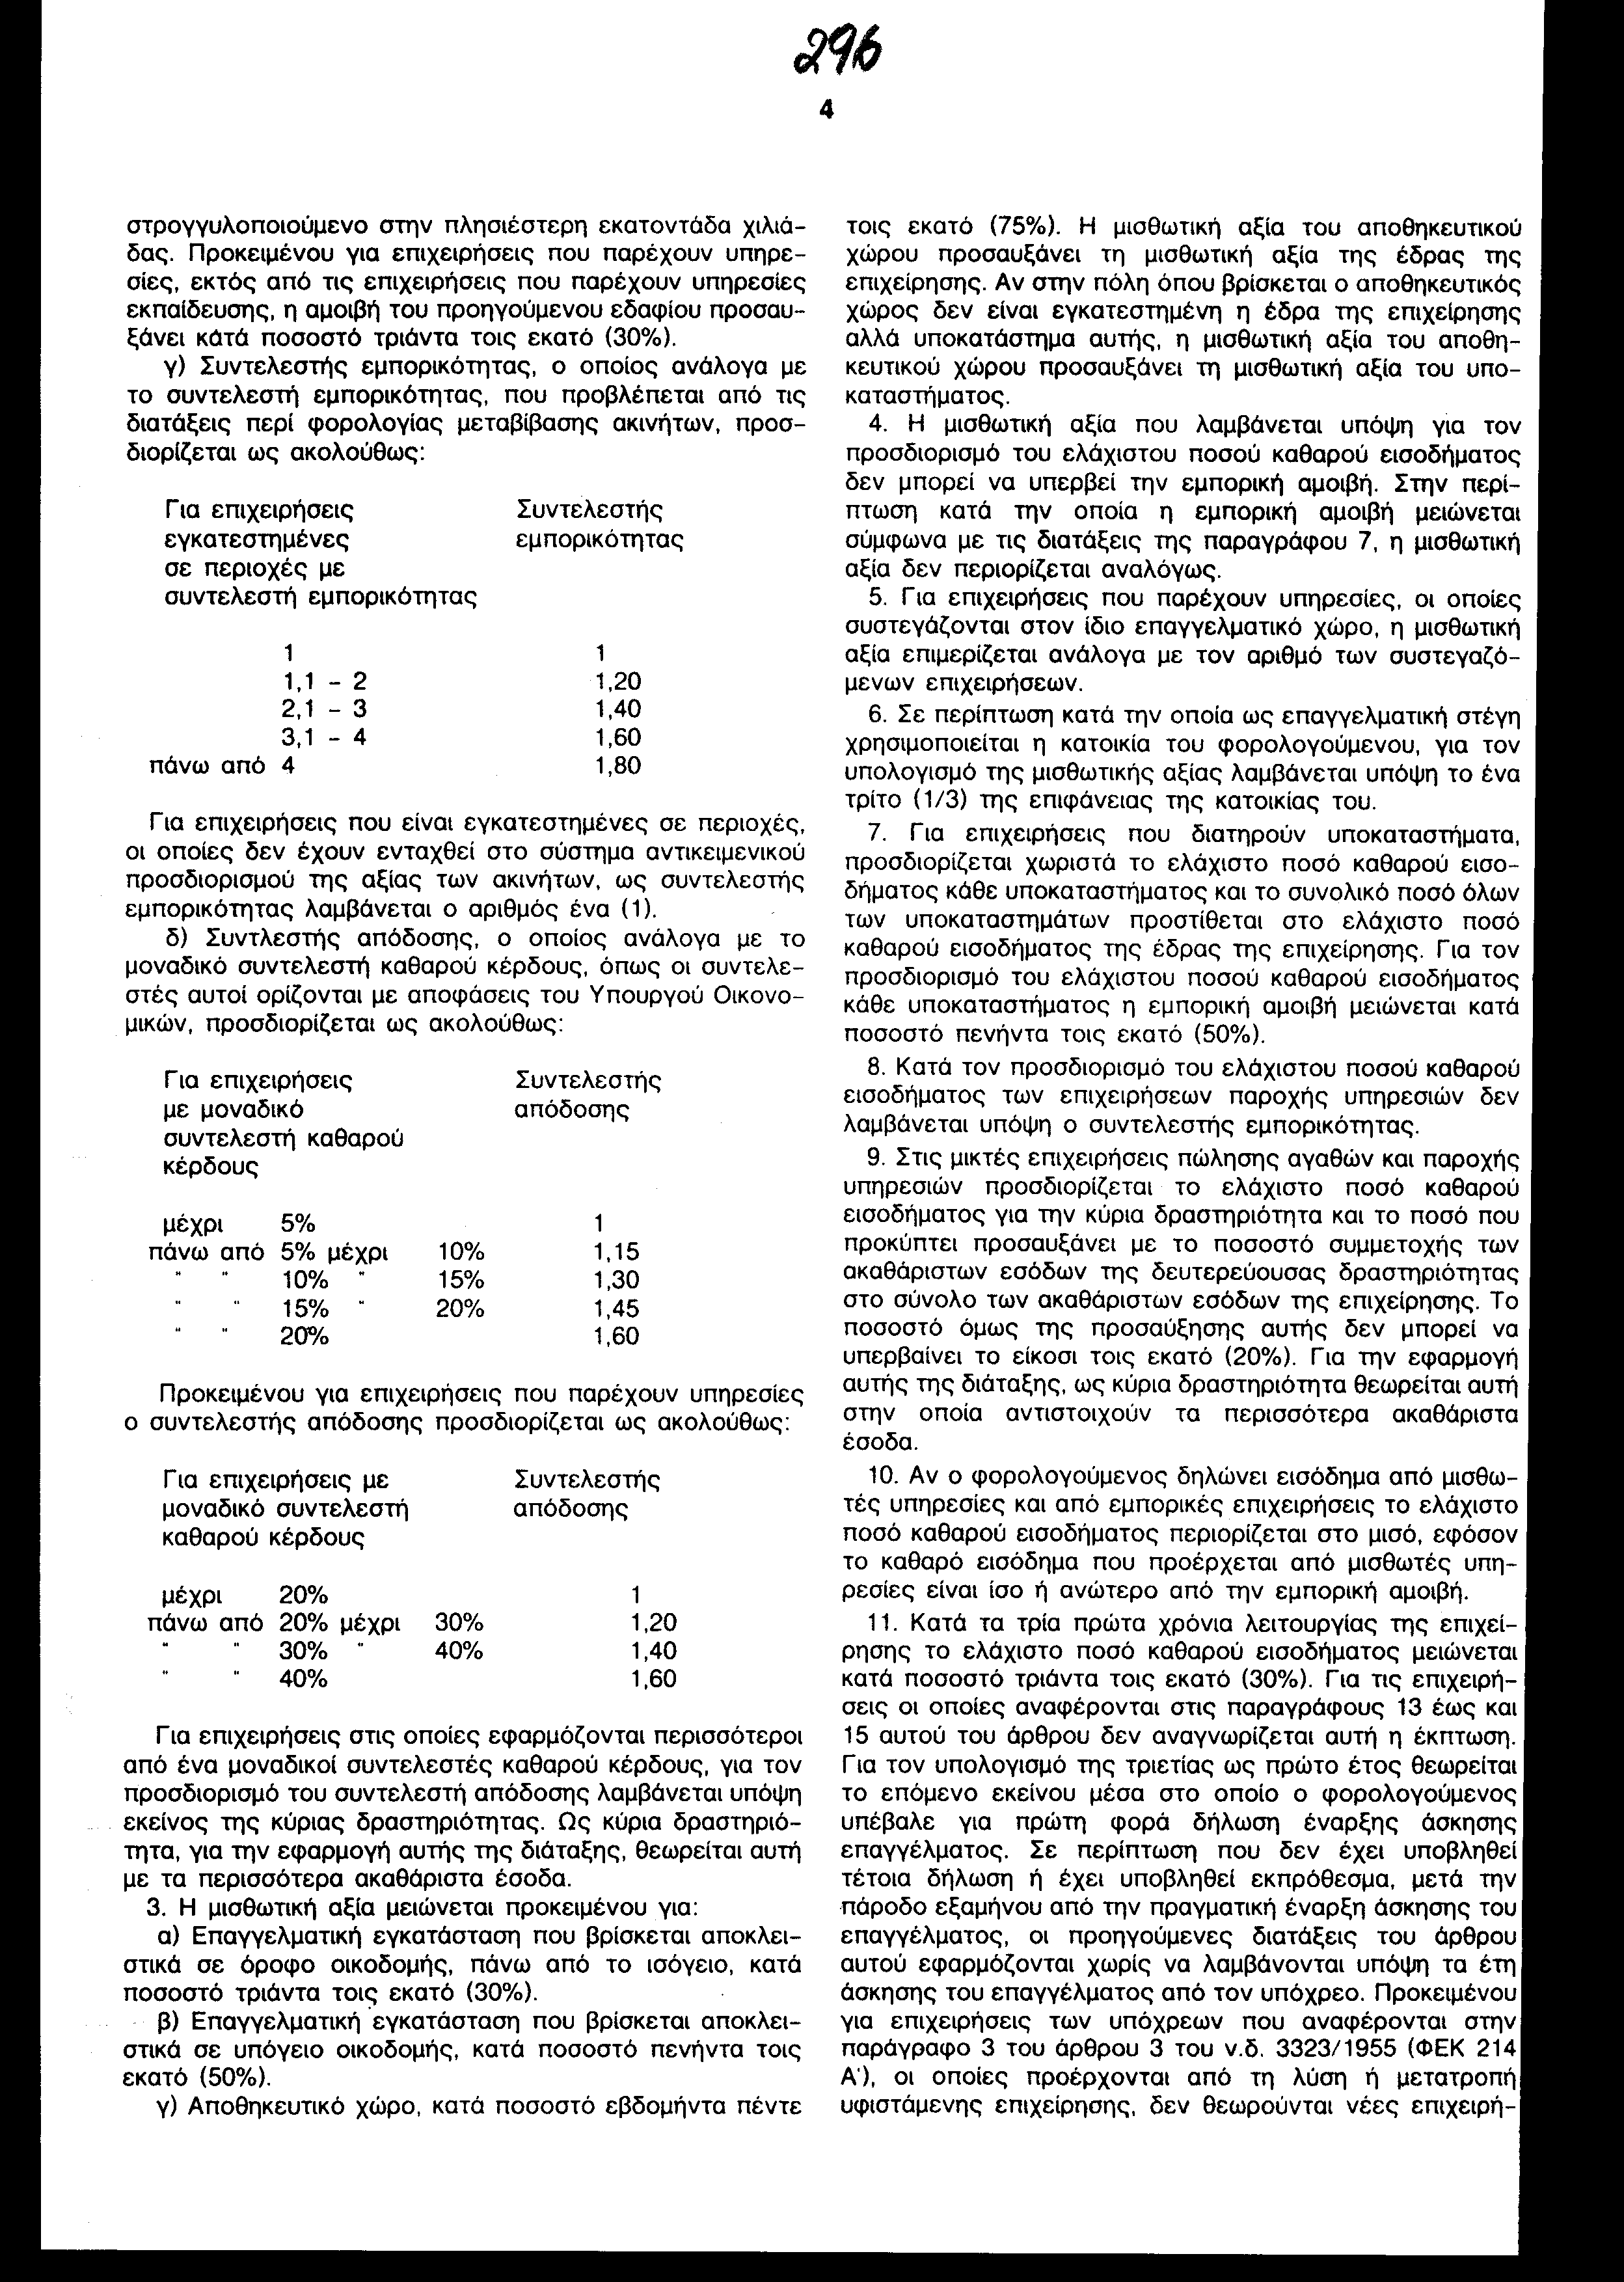 296
4
στρογγυλοποιούμενο στην πλησιέστερη εκατοντάδα χιλιά-
δας. Προκειμένου για επιχειρήσεις που παρέχουν υπηρε-
σίες, εκτός από τις επιχειρήσεις που παρέχουν υπηρεσίες
εκπαίδευσης, η αμοιβή του προηγούμενου εδαφίου προσαυ-
ξάνει κατά ποσοστό τριάντα τοις εκατό (30%).
γ) Συντελεστής εμπορικότητας, ο οποίος ανάλογα με
το συντελεστή εμπορικότητας, που προβλέπεται από τις
διατάξεις περί φορολογίας μεταβίβασης ακινήτων, προσ-
διορίζεται ως ακολούθως:
Για επιχειρήσεις Συντελεστής
εγκατεστημένες εμπορικότητας
σε περιοχές με
συντελεστή εμπορικότητας
1 1
1,1 - 2 1,20
2,1 - 3 1,40
3,1 - 4 1,60
πάνω από 4 1,80
Για επιχειρήσεις που είναι εγκατεστημένες σε περιοχές,
οι οποίες δεν έχουν ενταχθεί στο σύστημα αντικειμενικού
προσδιορισμού της αξίας των ακινήτων, ως συντελεστής
εμπορικότητας λαμβάνεται ο αριθμός ένα (1).
δ) Συντλεστής απόδοσης, ο οποίος ανάλογα με το
μοναδικό συντελεστή καθαρού κέρδους, όπως οι συντελε-
στές αυτοί ορίζονται με αποφάσεις του Υπουργού Οικονο-
μικών, προσδιορίζεται ως ακολούθως:
Για επιχειρήσεις Συντελεστής
με μοναδικό απόδοσης
συντελεστή καθαρού
κέρδους
μέχρι 5% 1
πάνω από 5% μέχρι 10% 1,15
" " 10% " 15% 1,30
" " 15% " 20% 1,45
" " 20% 1,60
Προκειμένου για επιχειρήσεις που παρέχουν υπηρεσίες
ο συντελεστής απόδοσης προσδιορίζεται ως ακολούθως:
Για επιχειρήσεις με Συντελεστής
μοναδικό συντελεστή απόδοσης
καθαρού κέρδους
μέχρι 20% 1
πάνω από 20% μέχρι 30% 1,20
" " 30% " 40% 1,40
" " 40% 1,60
Για επιχειρήσεις στις οποίες εφαρμόζονται περισσότεροι
από ένα μοναδικοί συντελεστές καθαρού κέρδους, για τον
προσδιορισμό του συντελεστή απόδοσης λαμβάνεται υπόψη
εκείνος της κύριας δραστηριότητας. Ως κύρια δραστηριό-
τητα, για την εφαρμογή αυτής της διάταξης, θεωρείται αυτή
με τα περισσότερα ακαθάριστα έσοδα.
3. Η μισθωτική αξία μειώνεται προκειμένου για:
α) Επαγγελματική εγκατάσταση που βρίσκεται αποκλει-
στικά σε όροφο οικοδομής, πάνω από το ισόγειο, κατά
ποσοστό τριάντα τοις εκατό (30%).
β) Επαγγελματική εγκατάσταση που βρίσκεται αποκλει-
στικά σε υπόγειο οικοδομής, κατά ποσοστό πενήντα τοις
εκατό (50%).
γ) Αποθηκευτικό χώρο, κατά ποσοστό εβδομήντα πέντε
τοις εκατό (75%). Η μισθωτική αξία του αποθηκευτικού
χώρου προσαυξάνει τη μισθωτική αξία της έδρας της
επιχείρησης. Αν στην πόλη όπου βρίσκεται ο αποθηκευτικός
χώρος δεν είναι εγκατεστημένη η έδρα της επιχείρησης
αλλά υποκατάστημα αυτής, η μισθωτική αξία του αποθη-
κευτικού χώρου προσαυξάνει τη μισθωτική αξία του υπο-
καταστήματος.
4. Η μισθωτική αξία που λαμβάνεται υπόψη για τον
προσδιορισμό του ελάχιστου ποσού καθαρού εισοδήματος
δεν μπορεί να υπερβεί την εμπορική αμοιβή. Στην περί-
πτωση κατά την οποία η εμπορική αμοιβή μειώνεται
σύμφωνα με τις διατάξεις της παραγράφου 7, η μισθωτική
αξία δεν περιορίζεται αναλόγως.
5. Για επιχειρήσεις που παρέχουν υπηρεσίες, οι οποίες
συστεγάζονται στον ίδιο επαγγελματικό χώρο, η μισθωτική
αξία επιμερίζεται ανάλογα με τον αριθμό των συστεγαζό-
μενων επιχειρήσεων.
6. Σε περίπτωση κατά την οποία ως επαγγελματική στέγη
χρησιμοποιείται η κατοικία του φορολογούμενου, για τον
υπολογισμό της μισθωτικής αξίας λαμβάνεται υπόψη το ένα
τρίτο (1/3) της επιφάνειας της κατοικίας του.
7. Για επιχειρήσεις που διατηρούν υποκαταστήματα,
προσδιορίζεται χωριστά το ελάχιστο ποσό καθαρού εισο-
δήματος κάθε υποκαταστήματος και το συνολικό ποσό όλων
των υποκαταστημάτων προστίθεται στο ελάχιστο ποσό
καθαρού εισοδήματος της έδρας της επιχείρησης. Για τον
προσδιορισμό του ελάχιστου ποσού καθαρού εισοδήματος
κάθε υποκαταστήματος η εμπορική αμοιβή μειώνεται κατά
ποσοστό πενήντα τοις εκατό (50%).
8. Κατά τον προσδιορισμό του ελάχιστου ποσού καθαρού
εισοδήματος των επιχειρήσεων παροχής υπηρεσιών δεν
λαμβάνεται υπόψη ο συντελεστής εμπορικότητας.
9. Στις μικτές επιχειρήσεις πώλησης αγαθών και παροχής
υπηρεσιών προσδιορίζεται το ελάχιστο ποσό καθαρού
εισοδήματος για την κύρια δραστηριότητα και το ποσό που
προκύπτει προσαυξάνει με το ποσοστό συμμετοχής των
ακαθάριστων εσόδων της δευτερεύουσας δραστηριότητας
στο σύνολο των ακαθάριστων εσόδων της επιχείρησης. Το
ποσοστό όμως της προσαύξησης αυτής δεν μπορεί να
υπερβαίνει το είκοσι τοις εκατό (20%). Για την εφαρμογή
αυτής της διάταξης, ως κύρια δραστηριότητα θεωρείται αυτή
στην οποία αντιστοιχούν τα περισσότερα ακαθάριστα
έσοδα.
10. Αν ο φορολογούμενος δηλώνει εισόδημα από μισθω-
τές υπηρεσίες και από εμπορικές επιχειρήσεις το ελάχιστο
ποσό καθαρού εισοδήματος περιορίζεται στο μισό, εφόσον
το καθαρό εισόδημα που προέρχεται από μισθωτές υπη-
ρεσίες είναι ίσο ή ανώτερο από την εμπορική αμοιβή.
11. Κατά τα τρία πρώτα χρόνια λειτουργίας της επιχεί-
ρησης το ελάχιστο ποσό καθαρού εισοδήματος μειώνεται
κατά ποσοστό τριάντα τοις εκατό (30%). Για τις επιχειρή-
σεις οι οποίες αναφέρονται στις παραγράφους 13 έως και
15 αυτού του άρθρου δεν αναγνωρίζεται αυτή η έκπτωση.
Για τον υπολογισμό της τριετίας ως πρώτο έτος θεωρείται
το επόμενο εκείνου μέσα στο οποίο ο φορολογούμενος
υπέβαλε για πρώτη φορά δήλωση έναρξης άσκησης
επαγγέλματος. Σε περίπτωση που δεν έχει υποβληθεί
τέτοια δήλωση ή έχει υποβληθεί εκπρόθεσμα, μετά την
πάροδο εξαμήνου από την πραγματική έναρξη άσκησης του
επαγγέλματος, οι προηγούμενες διατάξεις του άρθρου
αυτού εφαρμόζονται χωρίς να λαμβάνονται υπόψη τα έτη
άσκησης του επαγγέλματος από τον υπόχρεο. Προκειμένου
για επιχειρήσεις των υπόχρεων που αναφέρονται στην
παράγραφο 3 του άρθρου 3 του ν.δ. 3323/1955 (ΦΕΚ 214
Α'), οι οποίες προέρχονται από τη λύση ή μετατροπή
υφιστάμενης επιχείρησης, δεν θεωρούνται νέες επιχειρή-